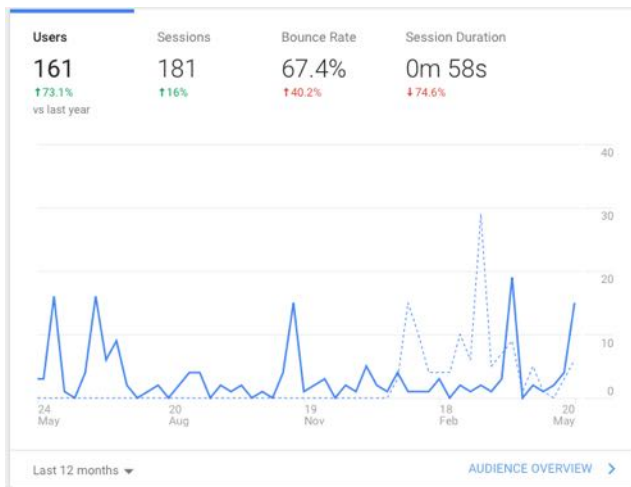 Users Sessions Bounce Rate Session Duration
161 181 67.4% 0m 58s
↑73.1% ↑16% ↑40.2% ↓74.6%
vs last year
40
30
20
10
0
24 20 19 18 20
May Aug Nov Feb May
Last 12 months AUDIENCE OVERVIEW